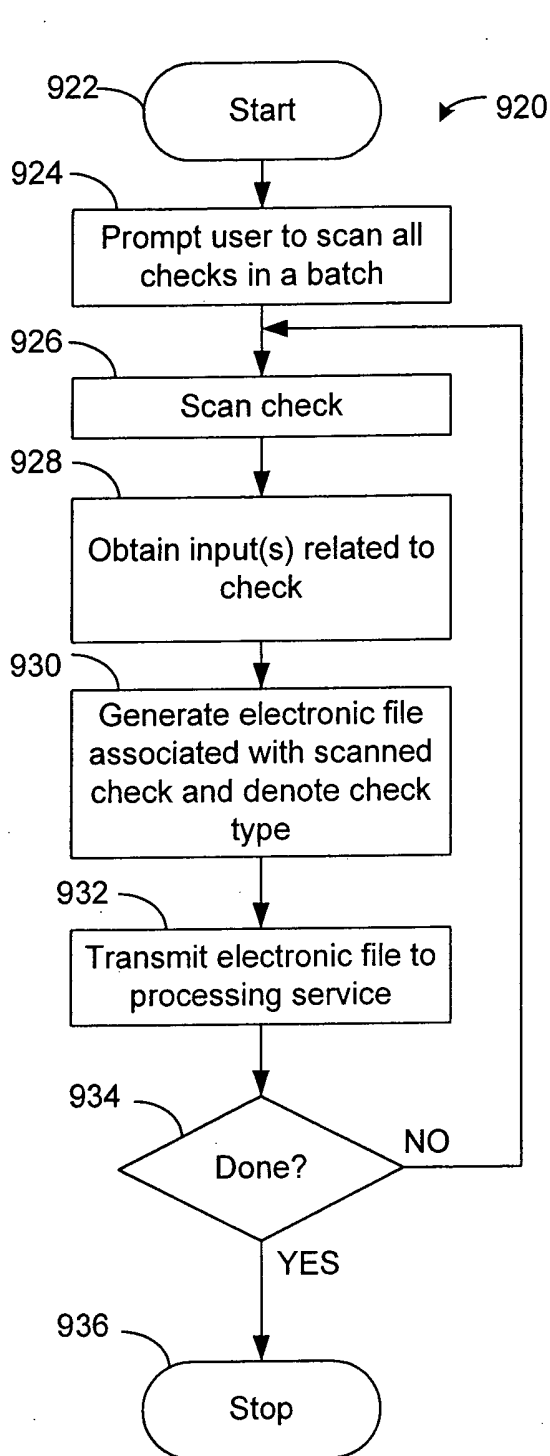 922
Start
920
924
Prompt user to scan all
checks in a batch
926
Scan check
928
Obtain input(s) related to
check
930
Generate electronic file
associated with scanned
check and denote check
type
932
Transmit electronic file to
processing service
934
Done?
NO
YES
936
Stop